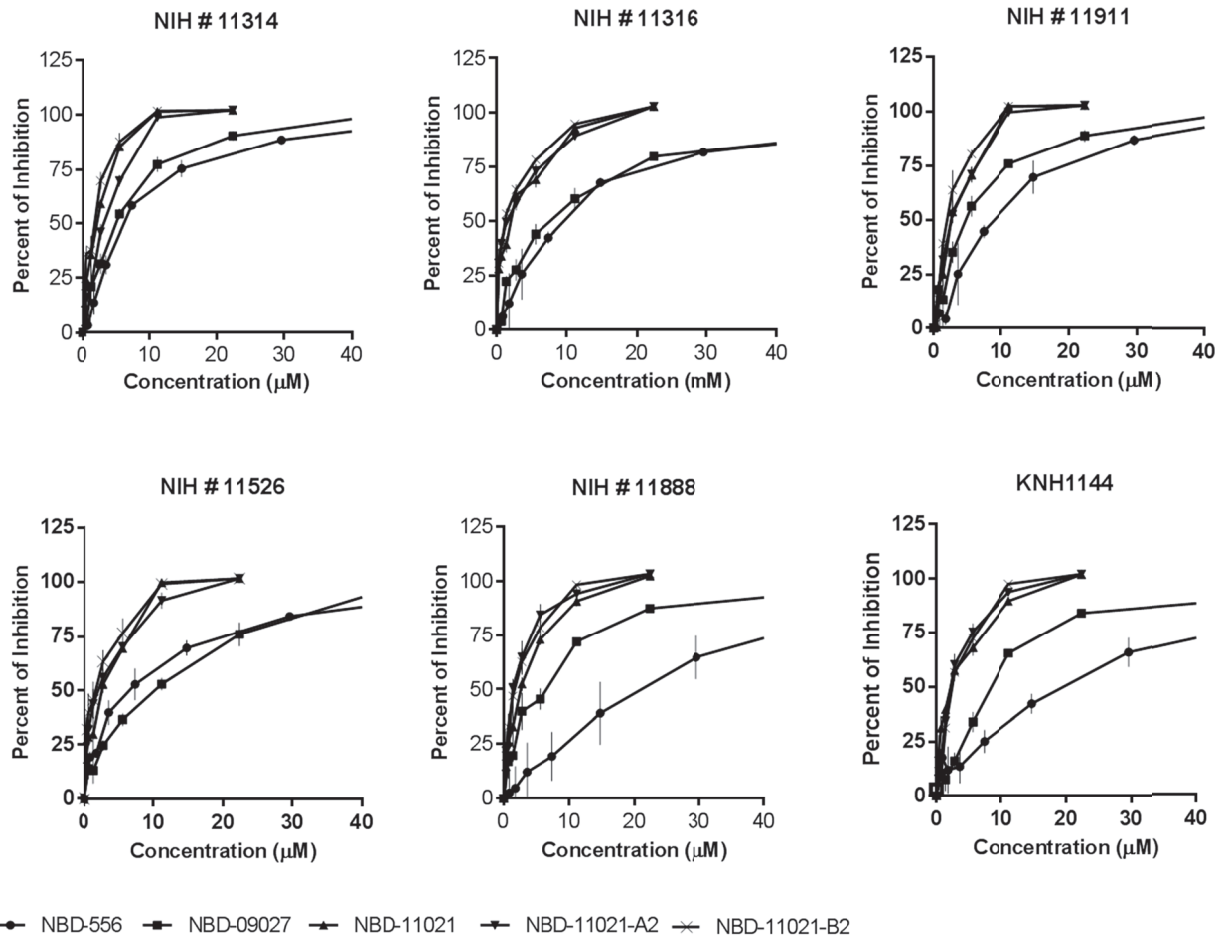 NIH # 11314
NIH # 11316
NIH # 11911
Percent of Inhibition
125
100
75
50
25
0
0 10 20 30 40
Concentration (μM)
Percent of Inhibition
125
100
75
50
25
0
0 10 20 30 40
Concentration (mM)
Percent of Inhibition
125
100
75
50
25
0
0 10 20 30 40
Concentration (μM)
NIH # 11526
NIH # 11888
KNH1144
Percent of Inhibition
125
100
75
50
25
0
0 10 20 30 40
Concentration (μM)
Percent of Inhibition
125
100
75
50
25
0
0 10 20 30 40
Concentration (μM)
Percent of Inhibition
125
100
75
50
25
0
0 10 20 30 40
Concentration (μM)
NBD-556 NBD-09027 NBD-11021 NBD-11021-A2 NBD-11021-B2